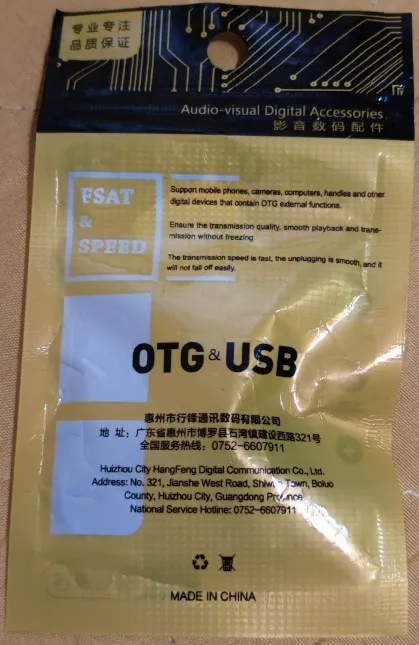 专业专注
品质保证
Audio-visual Digital Accessories
影音数码配件
FSAT
&
SPEED
Support mobile phones, cameras, computers, handles and other
digital devices that contain OTG external functions.
Ensure the transmission quality, smooth playback and trans-
mission without freezing.
The transmission speed is fast, the unplugging is smooth, and it
will not fall off easily.
OTG & USB
惠州市行锋通讯数码有限公司
地 址：广东省惠州市博罗县石湾镇建设西路321号
全国服务热线：0752-6607911
Huizhou City HangFeng Digital Communication Co., Ltd.
Address: No. 321, Jianshe West Road, Shiwan Town, Boluo
County, Huizhou City, Guangdong Province
National Service Hotline: 0752-6607911
MADE IN CHINA